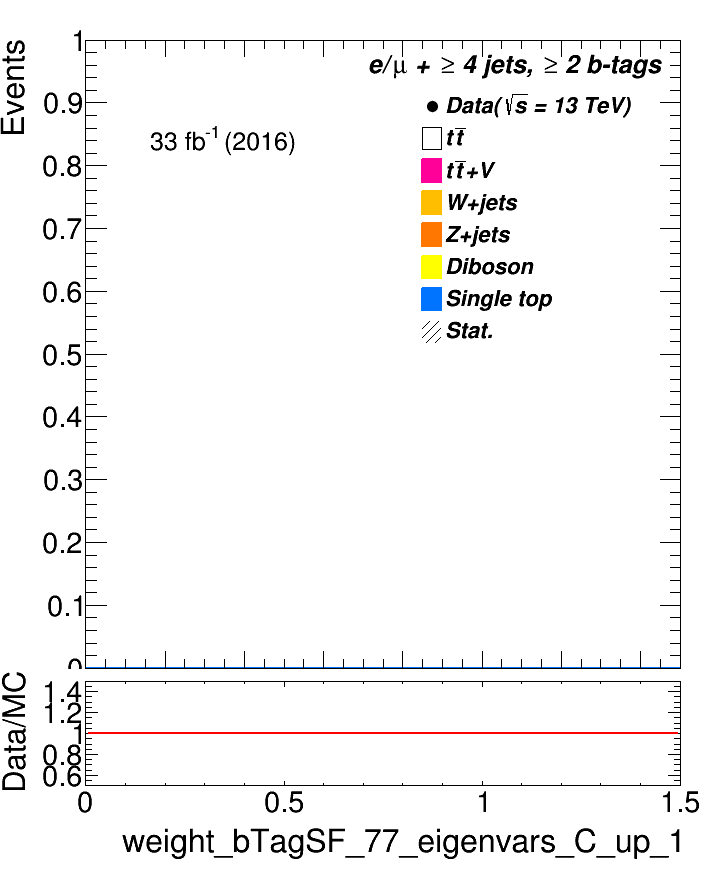 Events
1
0.9
0.8
0.7
0.6
0.5
0.4
0.3
0.2
0.1
0
e/μ + ≥ 4 jets, ≥ 2 b-tags
33 fb⁻¹ (2016)
Data(√s = 13 TeV)
tt̅
tt̅+V
W+jets
Z+jets
Diboson
Single top
Stat.
Data/MC
1.4
1.2
1
0.8
0.6
0 0.5 1 1.5
weight_bTagSF_77_eigenvars_C_up_1